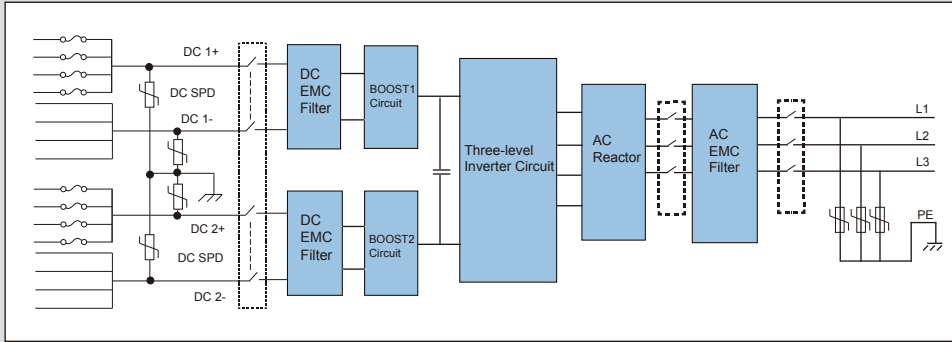 DC 1+
DC SPD
DC 1-
DC 2+
DC SPD
DC 2-
DC
EMC
Filter
BOOST1
Circuit
DC
EMC
Filter
BOOST2
Circuit
Three-level
Inverter Circuit
AC
Reactor
AC
EMC
Filter
L1
L2
L3
PE